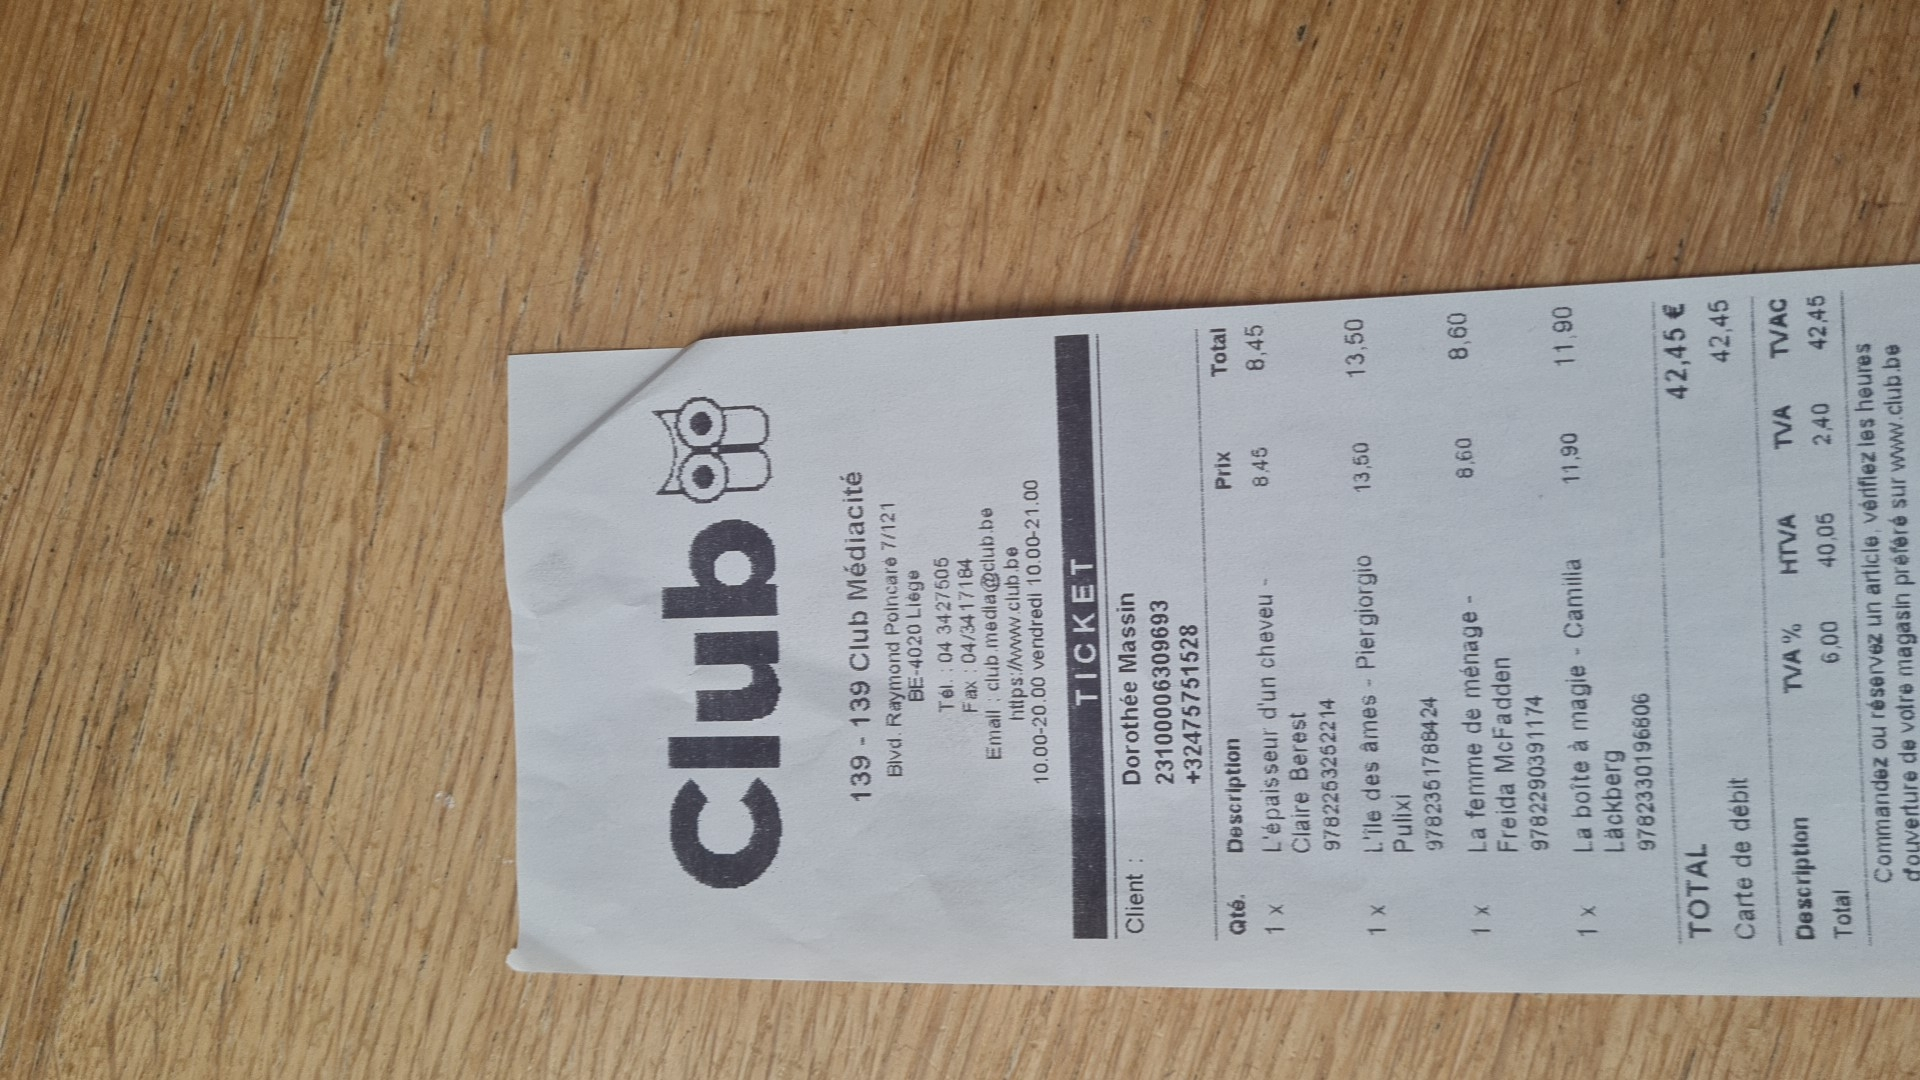 Club
139 - 139 Club Médiacité
Blvd. Raymond Poincaré 7/121
BE-4020 Liège
Tél. : 04 3427505
Fax : 04/3417184
Email : club.media@club.be
https://www.club.be
10.00-20.00 vendredi 10.00-21.00
TICKET
Client : Dorothée Massin
23100006309693
+32475751528
Qté. Description Prix Total
1 x L'épaisseur d'un cheveu - 8,45 8,45
Claire Berest
9782253252214
1 x L'île des âmes - Piergiorgio 13,50 13,50
Pulixi
9782351788424
1 x La femme de ménage - 8,60 8,60
Freida McFadden
9782290391174
1 x La boîte à magie - Camilla 11,90 11,90
Läckberg
9782330196806
TOTAL 42,45 €
Carte de débit 42,45
Description TVA % HTVA TVA TVAC
Total 6,00 40,05 2,40 42,45
Commandez ou réservez un article, vérifiez les heures
d'ouverture de votre magasin préféré sur www.club.be